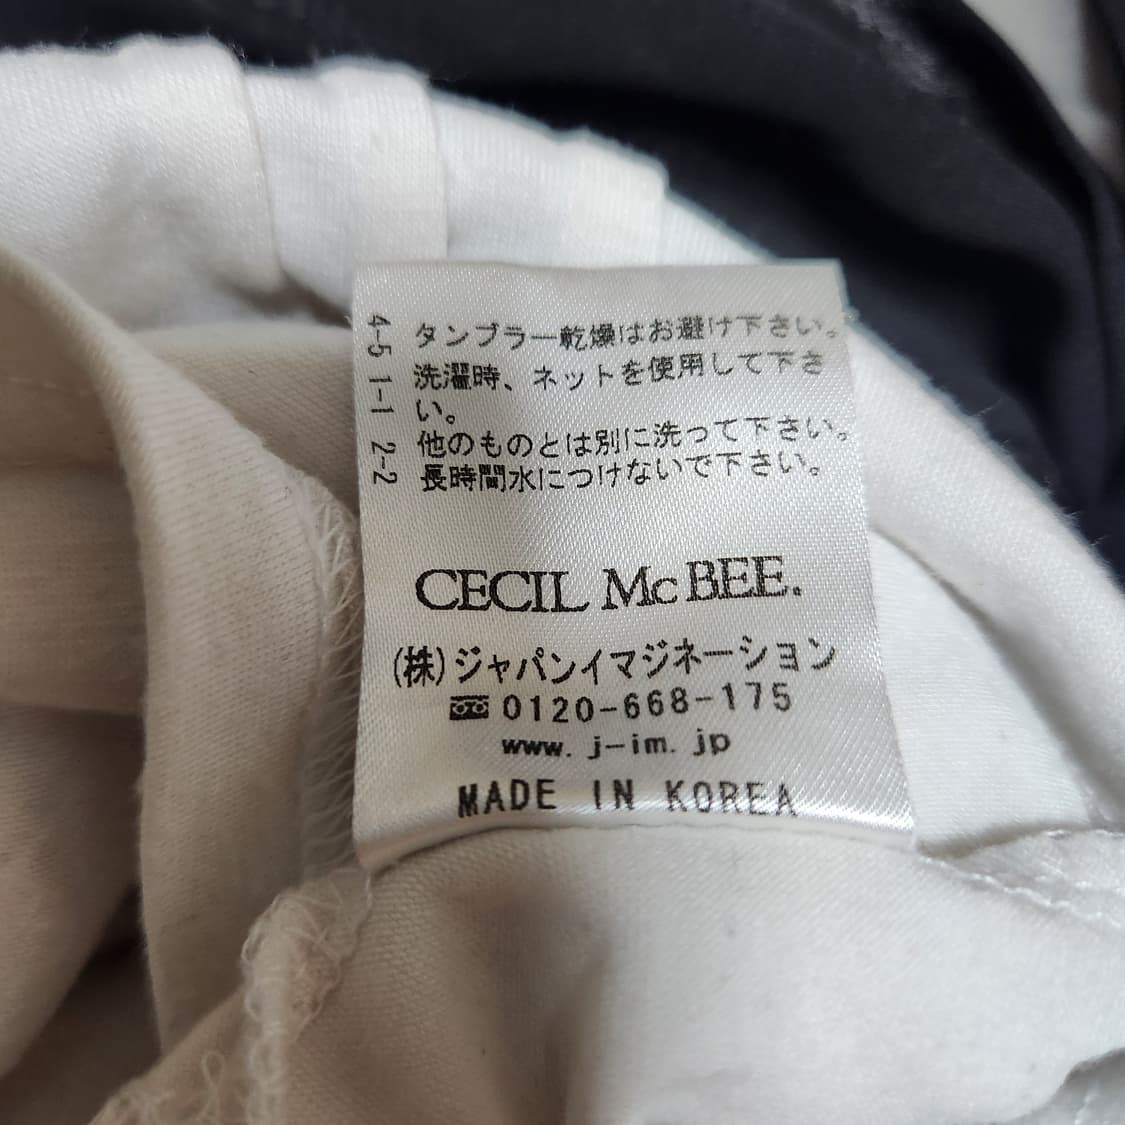 4-5 タンブラー乾燥はお避け下さい。
1-1 洗濯時、ネットを使用して下さ
い。
2-2 他のものとは別に洗って下さい。
長時間水につけないで下さい。
CECIL McBEE.
(株)ジャパンイマジネーション
0120-668-175
www.j-im.jp
MADE IN KOREA